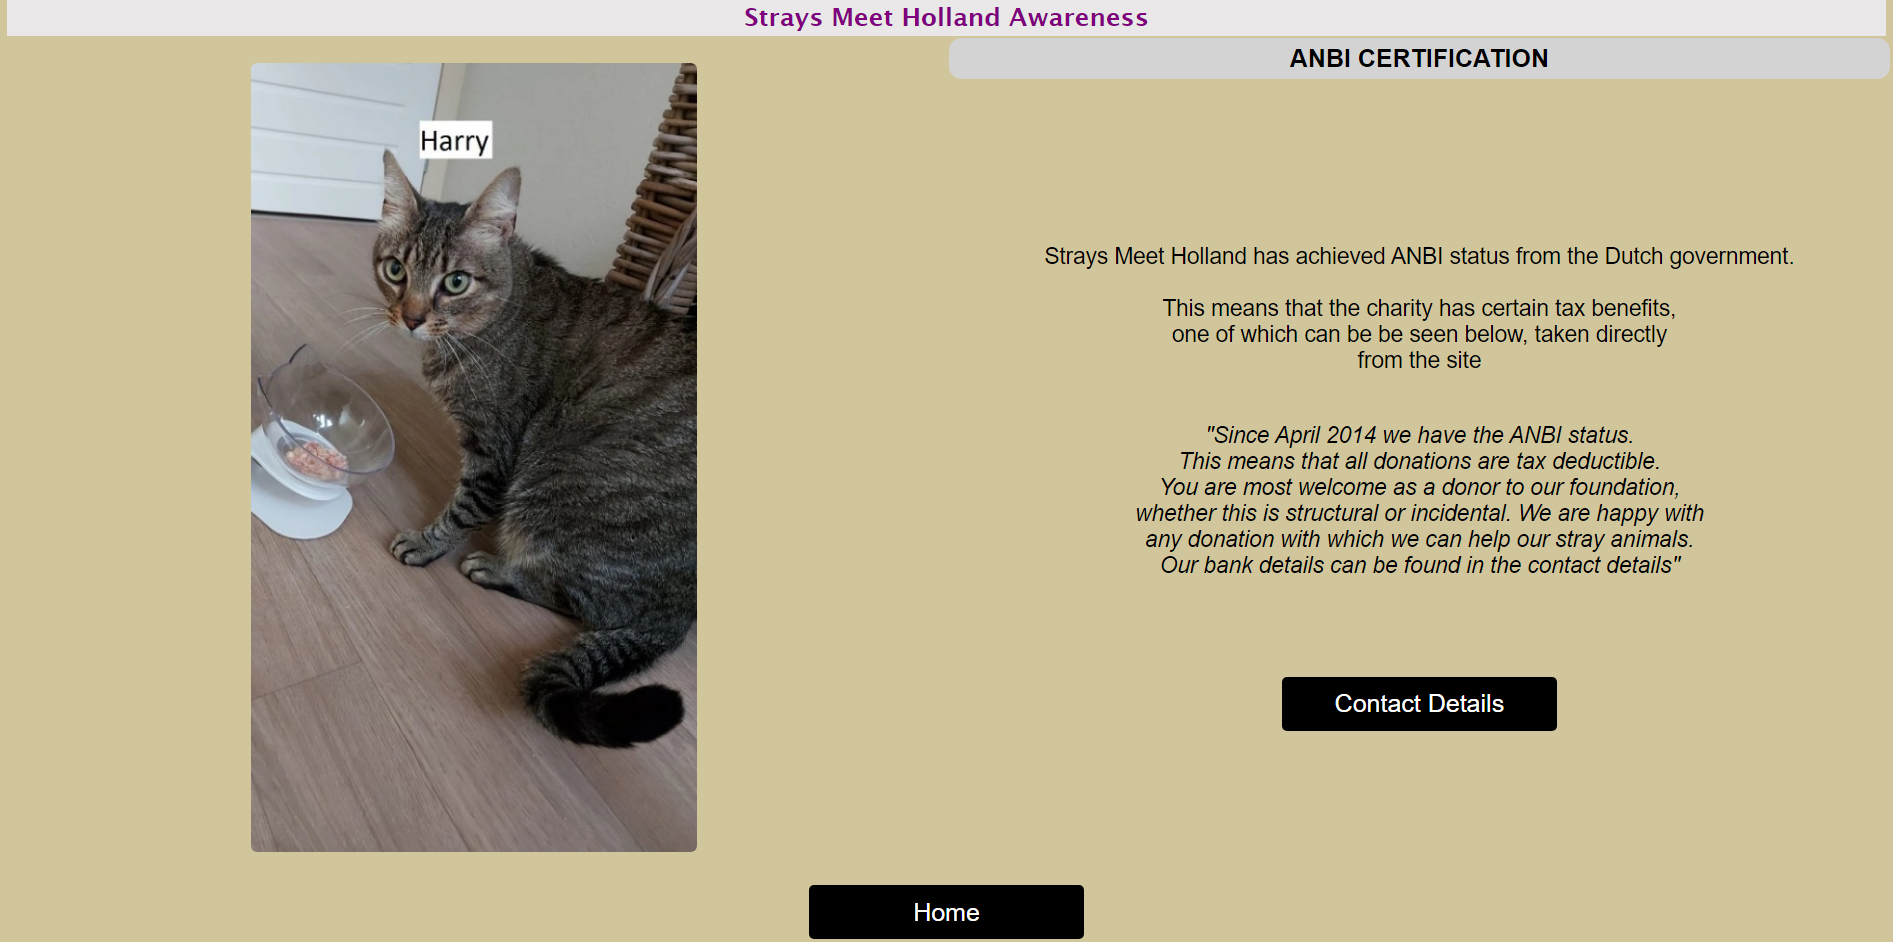 Strays Meet Holland Awareness
Harry
ANBI CERTIFICATION
Strays Meet Holland has achieved ANBI status from the Dutch government.
This means that the charity has certain tax benefits,
one of which can be be seen below, taken directly
from the site
"Since April 2014 we have the ANBI status.
This means that all donations are tax deductible.
You are most welcome as a donor to our foundation,
whether this is structural or incidental. We are happy with
any donation with which we can help our stray animals.
Our bank details can be found in the contact details"
Contact Details
Home